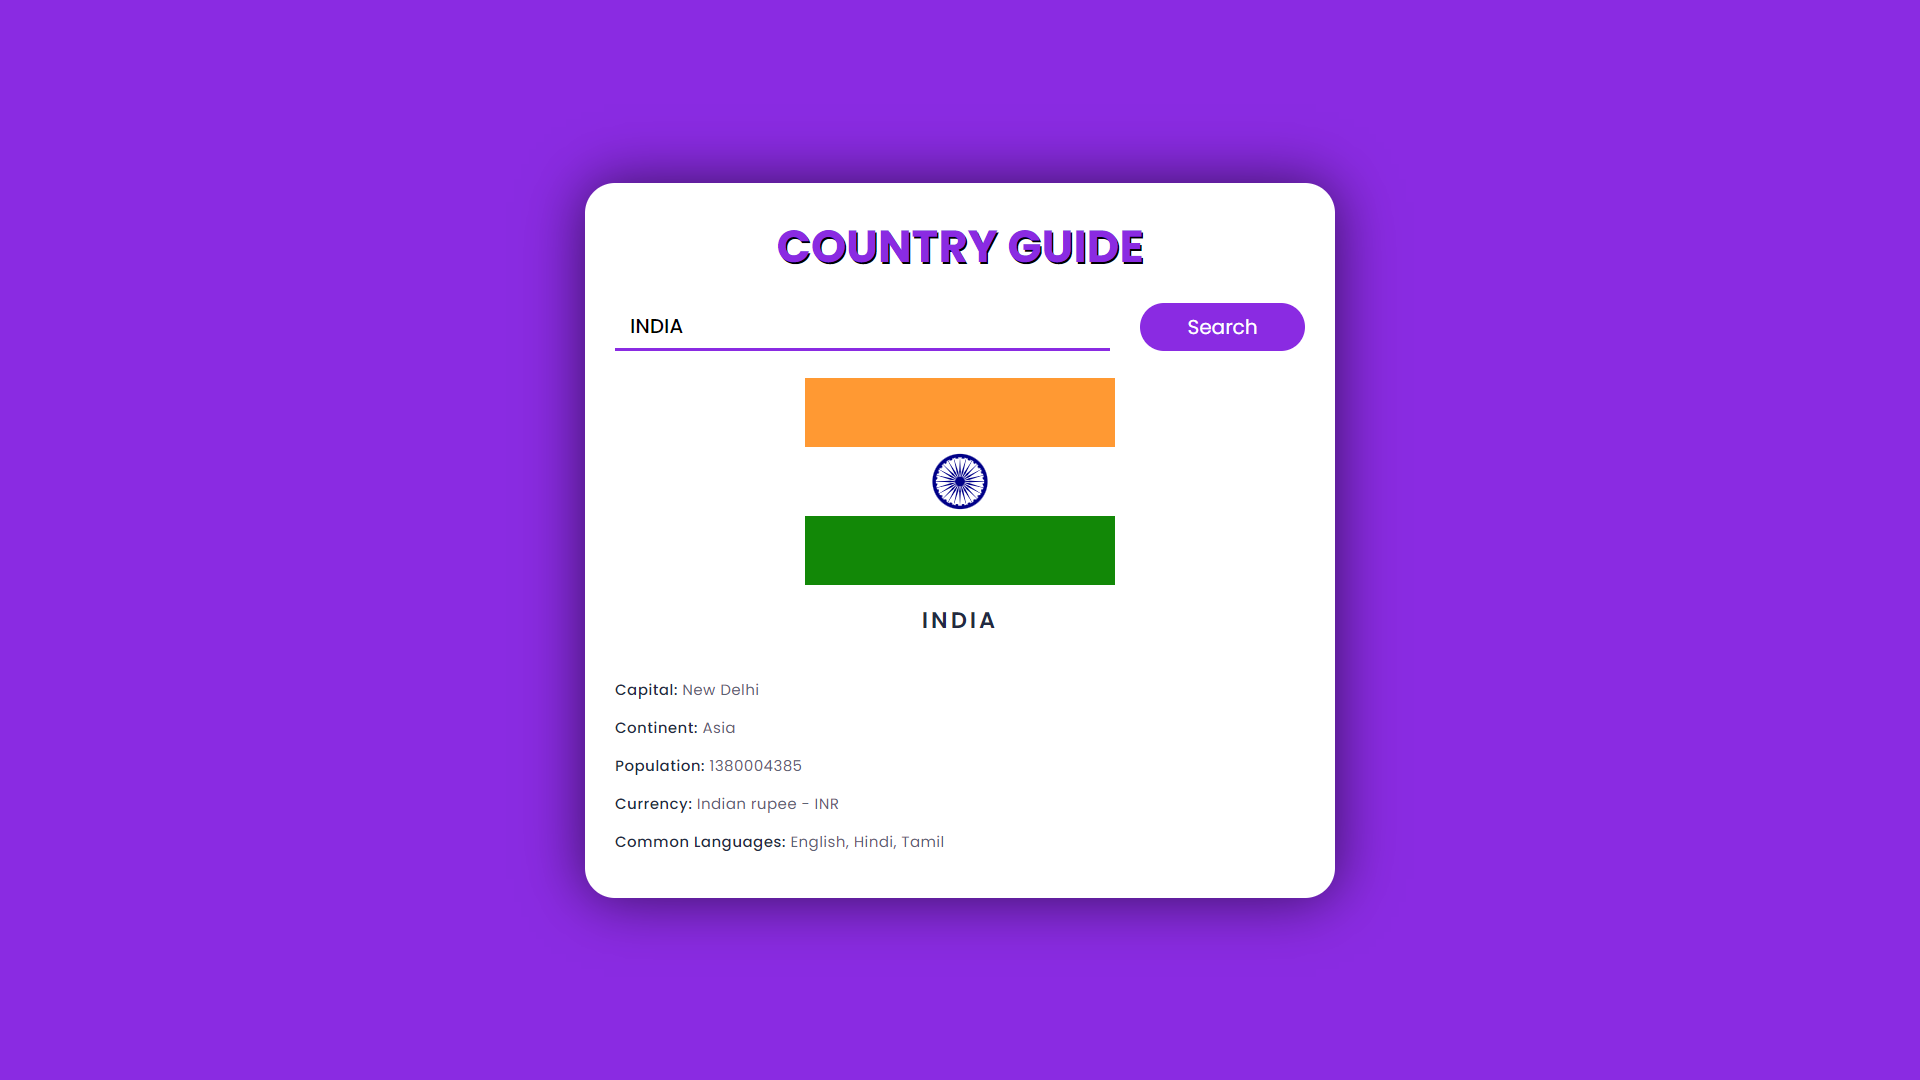 COUNTRY GUIDE
INDIA
Search
INDIA
Capital: New Delhi
Continent: Asia
Population: 1380004385
Currency: Indian rupee - INR
Common Languages: English, Hindi, Tamil